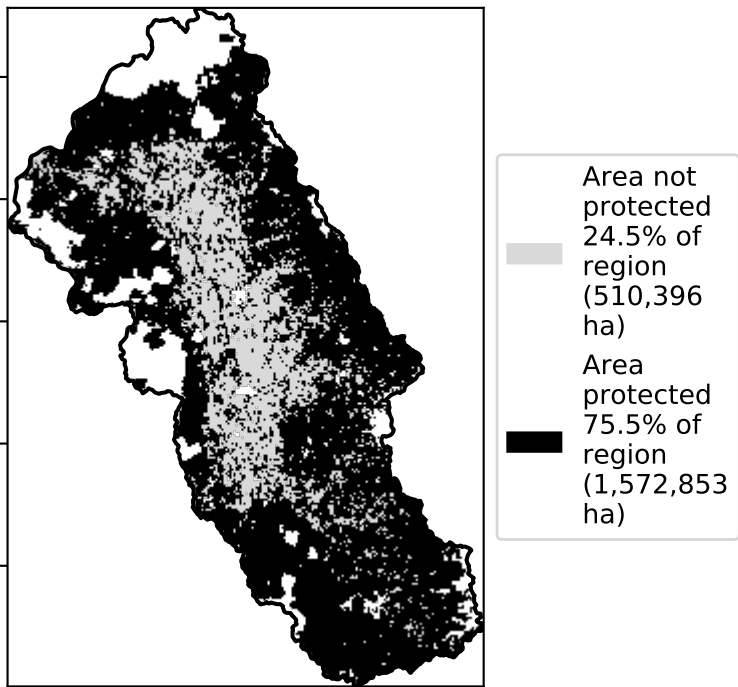 Area not
protected
24.5% of
region
(510,396
ha)
Area
protected
75.5% of
region
(1,572,853
ha)